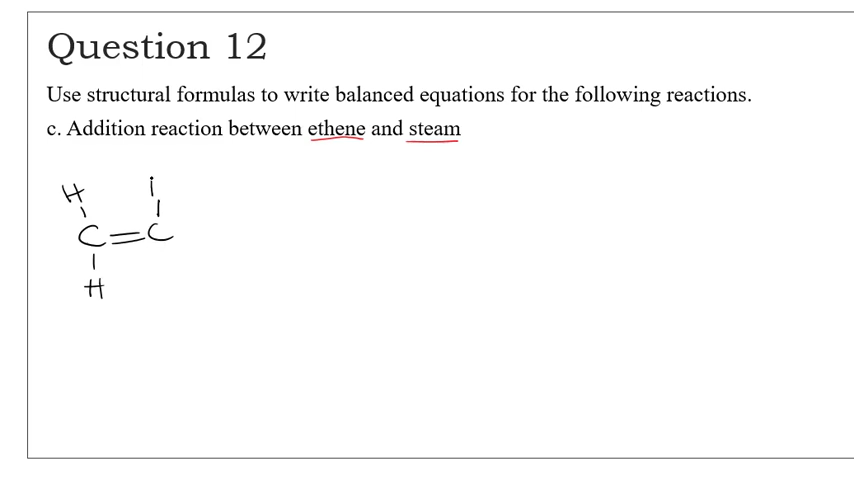 Question 12
Use structural formulas to write balanced equations for the following reactions.
c. Addition reaction between ethene and steam
H
C=C
H